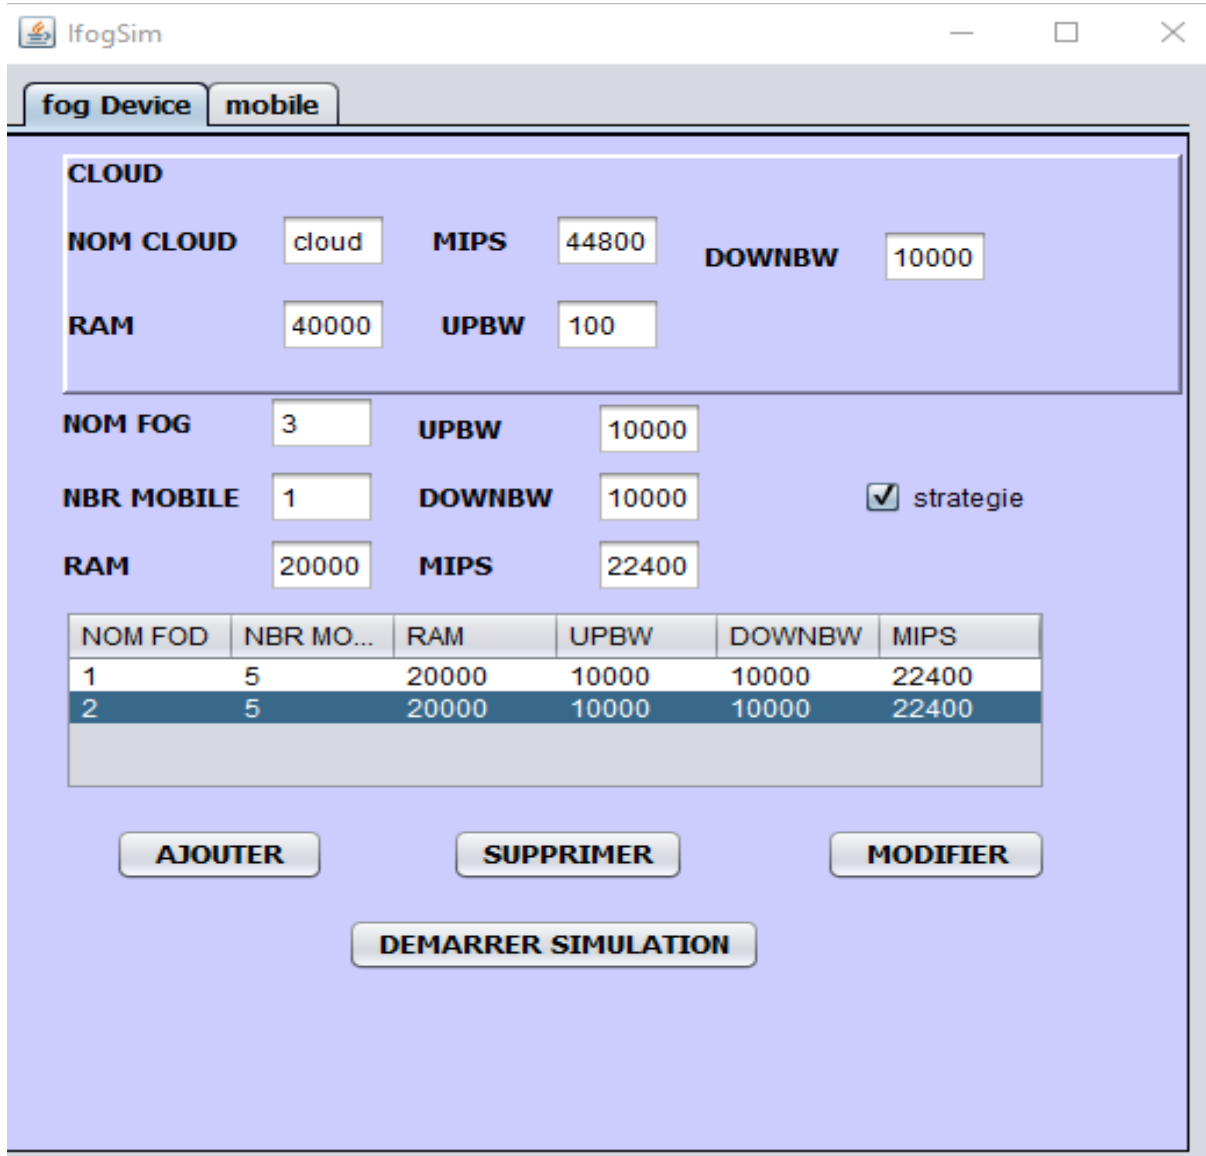 IfogSim
fog Device mobile
CLOUD
NOM CLOUD cloud MIPS 44800 DOWNBW 10000
RAM 40000 UPBW 100
NOM FOG 3 UPBW 10000
NBR MOBILE 1 DOWNBW 10000 strategie
RAM 20000 MIPS 22400
NOM FOD NBR MO... RAM UPBW DOWNBW MIPS
1 5 20000 10000 10000 22400
2 5 20000 10000 10000 22400
AJOUTER SUPPRIMER MODIFIER
DEMARRER SIMULATION